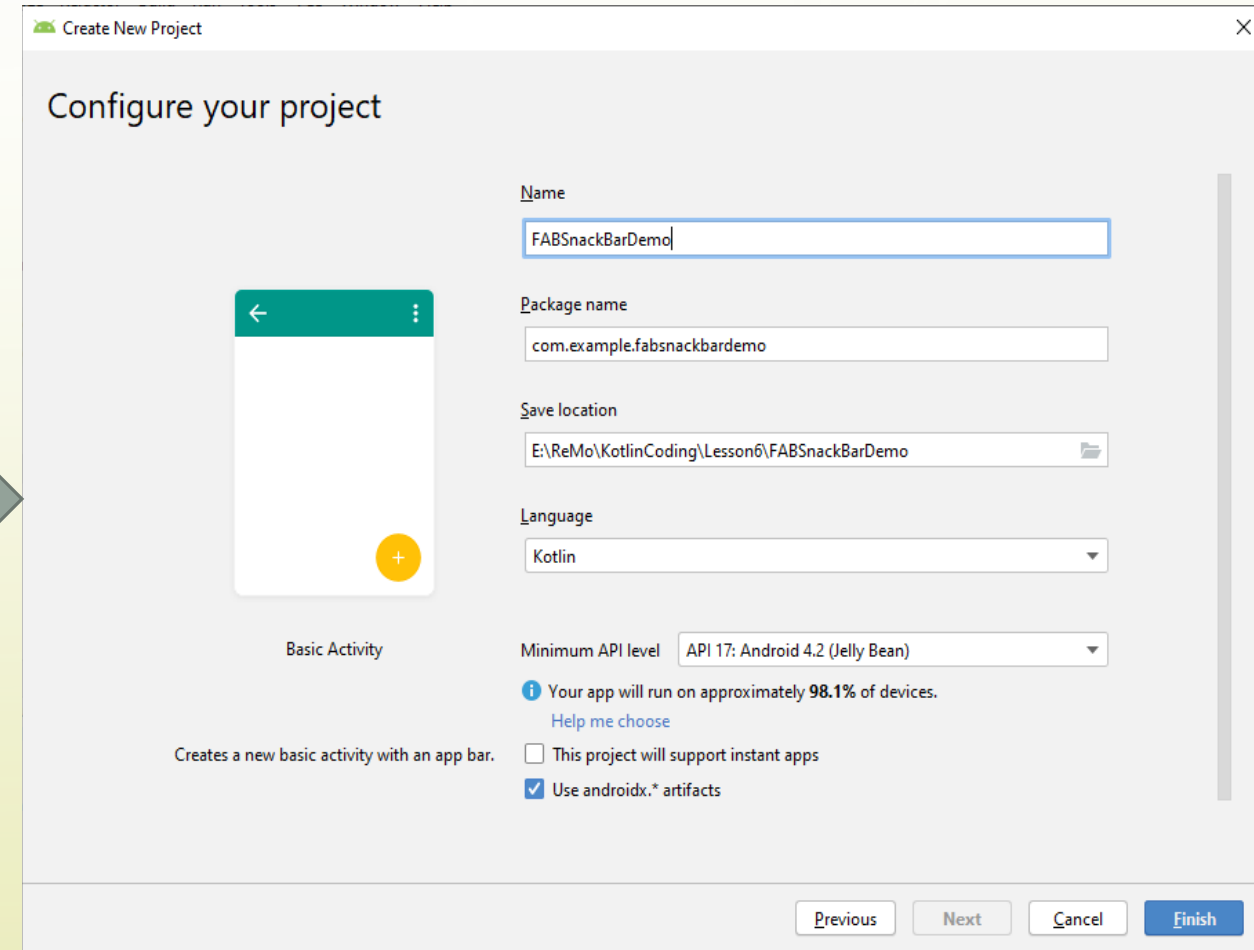 Create New Project
Configure your project
Name
FABSnackBarDemo
Package name
com.example.fabsnackbardemo
Save location
E:\ReMo\KotlinCoding\Lesson6\FABSnackBarDemo
Language
Kotlin
Basic Activity
Minimum API level API 17: Android 4.2 (Jelly Bean)
Your app will run on approximately 98.1% of devices.
Help me choose
Creates a new basic activity with an app bar.
This project will support instant apps
Use androidx.* artifacts
Previous Next Cancel Finish